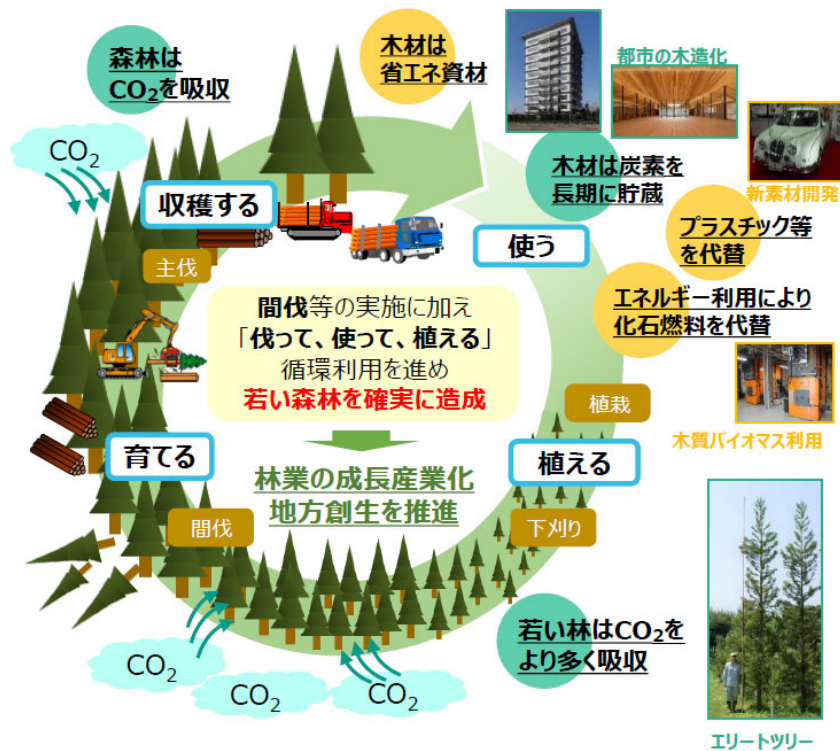 森林は
CO₂を吸収
木材は
省エネ資材
都市の木造化
CO₂
木材は炭素を
長期に貯蔵
新素材開発
収穫する
使う
プラスチック等
を代替
主伐
エネルギー利用により
化石燃料を代替
間伐等の実施に加え
「伐って、使って、植える」
循環利用を進め
若い森林を確実に造成
植栽
木質バイオマス利用
育てる
植える
林業の成長産業化
地方創生を推進
間伐
下刈り
若い林はCO₂を
より多く吸収
CO₂
CO₂
CO₂
エリートツリー